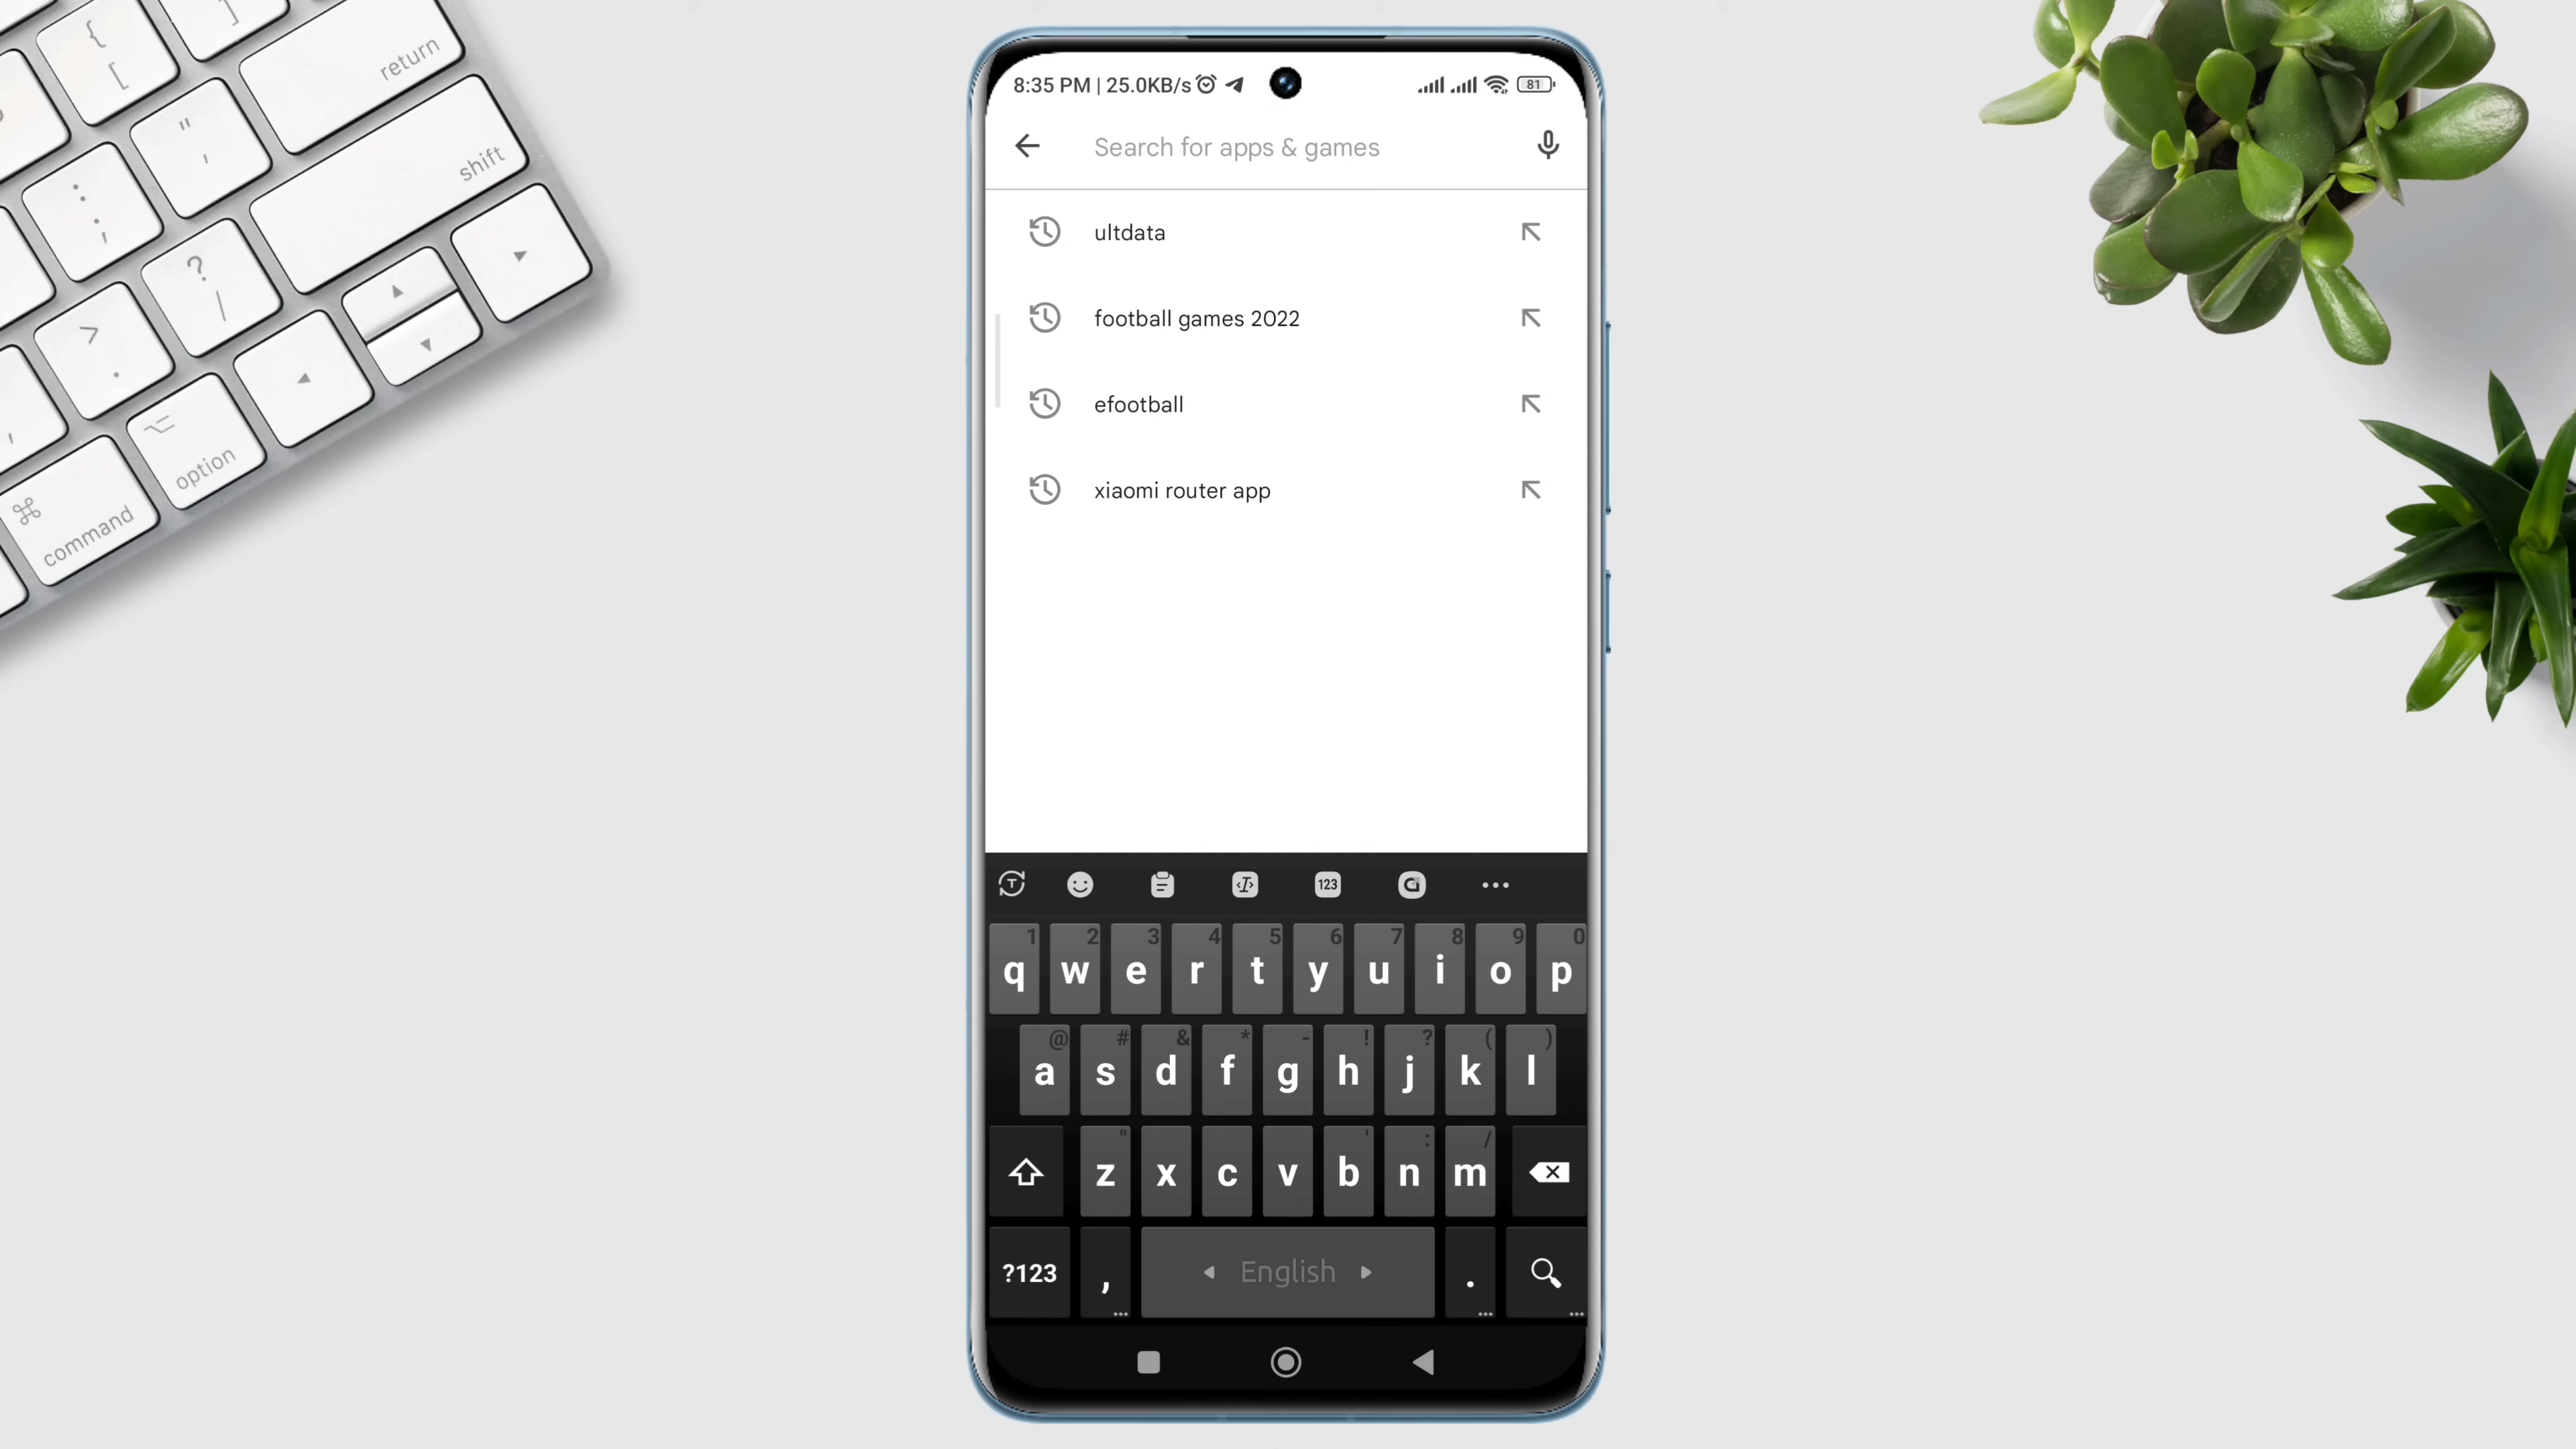 {
[
]
return
"
,
shift
:
;
?
/
>
.
option
command
8:35 PM | 25.0KB/s
81
Search for apps & games
ultdata
football games 2022
efootball
xiaomi router app
T
123
1 2 3 4 5 6 7 8 9 0
q w e r t y u i o p
@ # & * - ! ? ( )
a s d f g h j k l
" ' : /
z x c v b n m
?123 , English .